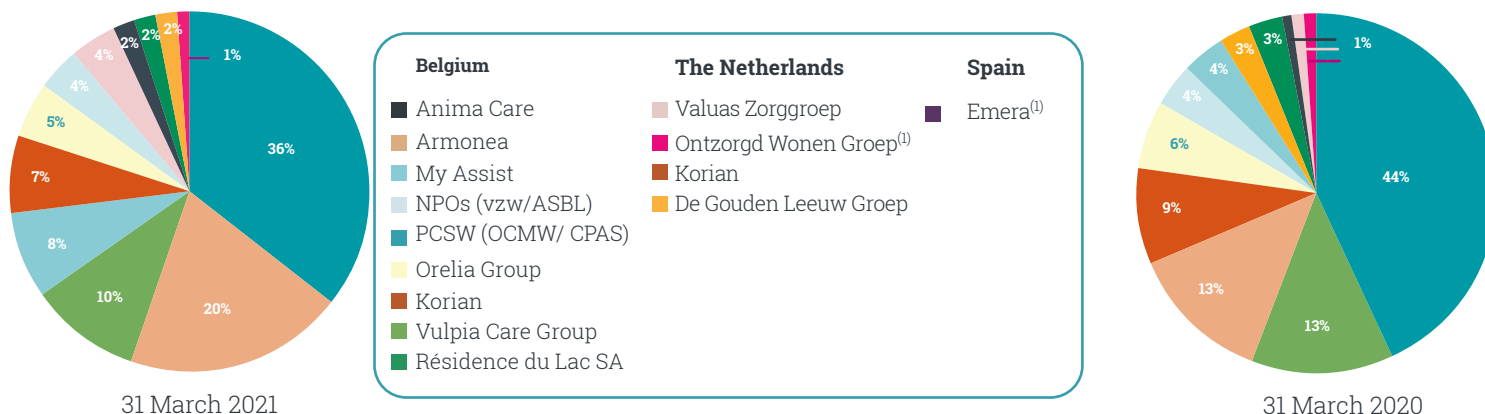 2%
2%
2%
4%
1%
4%
5%
36%
7%
8%
20%
10%
31 March 2021
Belgium
Anima Care
Armonea
My Assist
NPOs (vzw/ASBL)
PCSW (OCMW/ CPAS)
Orelia Group
Korian
Vulpia Care Group
Résidence du Lac SA
The Netherlands
Valuas Zorggroep
Ontzorgd Wonen Groep(1)
Korian
De Gouden Leeuw Groep
Spain
Emera(1)
3%
1%
3%
4%
4%
6%
44%
9%
13%
13%
31 March 2020